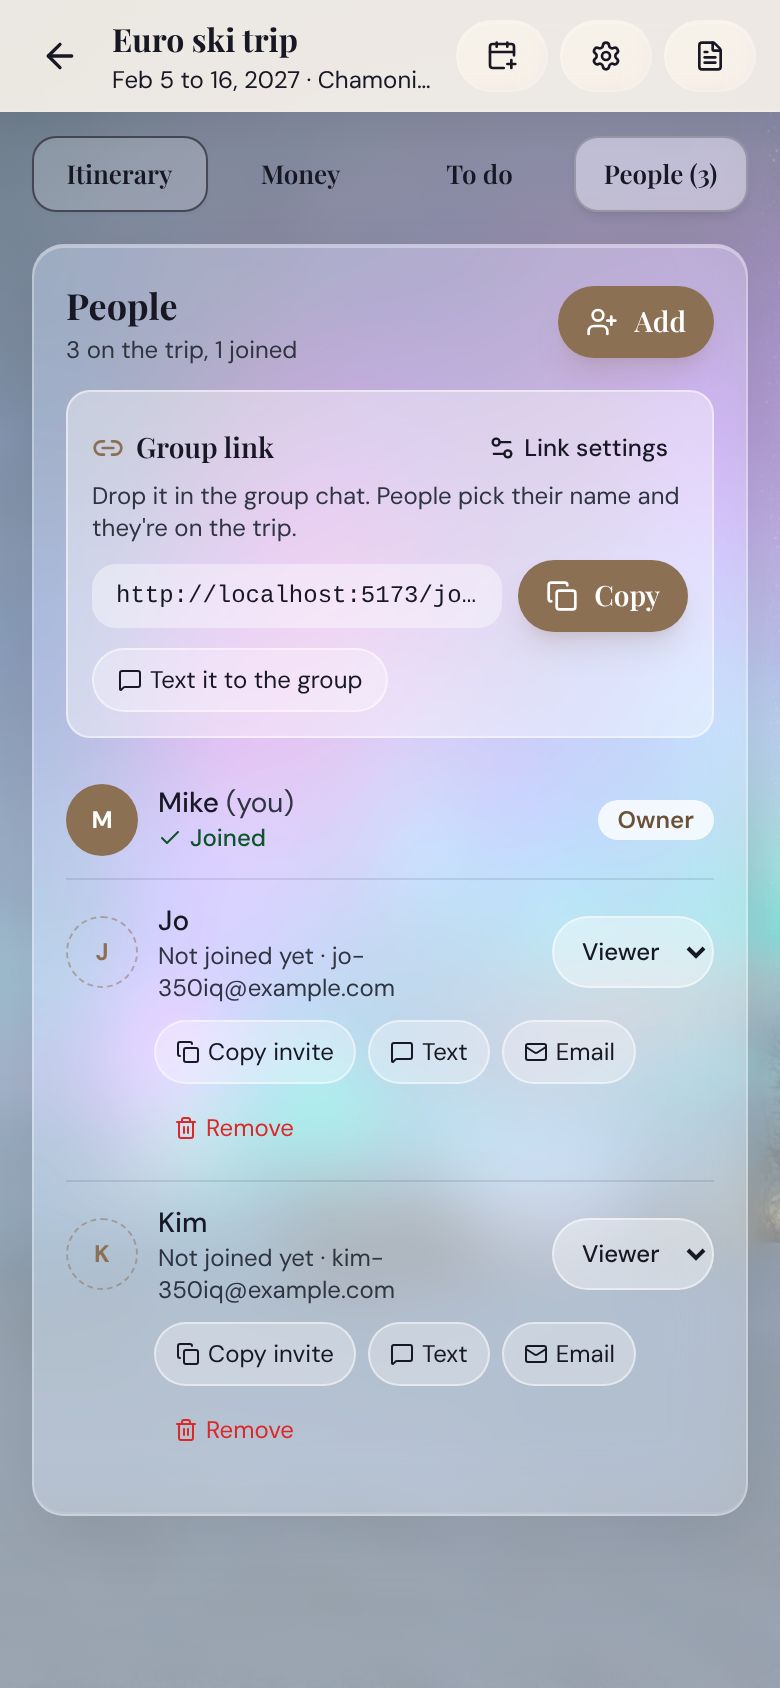 Euro ski trip
Feb 5 to 16, 2027 · Chamoni...
Itinerary
Money
To do
People (3)
People
3 on the trip, 1 joined
Add
Group link
Link settings
Drop it in the group chat. People pick their name and
they're on the trip.
http://localhost:5173/jo...
Copy
Text it to the group
M
Mike (you)
Joined
Owner
J
Jo
Not joined yet · jo-
350iq@example.com
Viewer
Copy invite
Text
Email
Remove
K
Kim
Not joined yet · kim-
350iq@example.com
Viewer
Copy invite
Text
Email
Remove